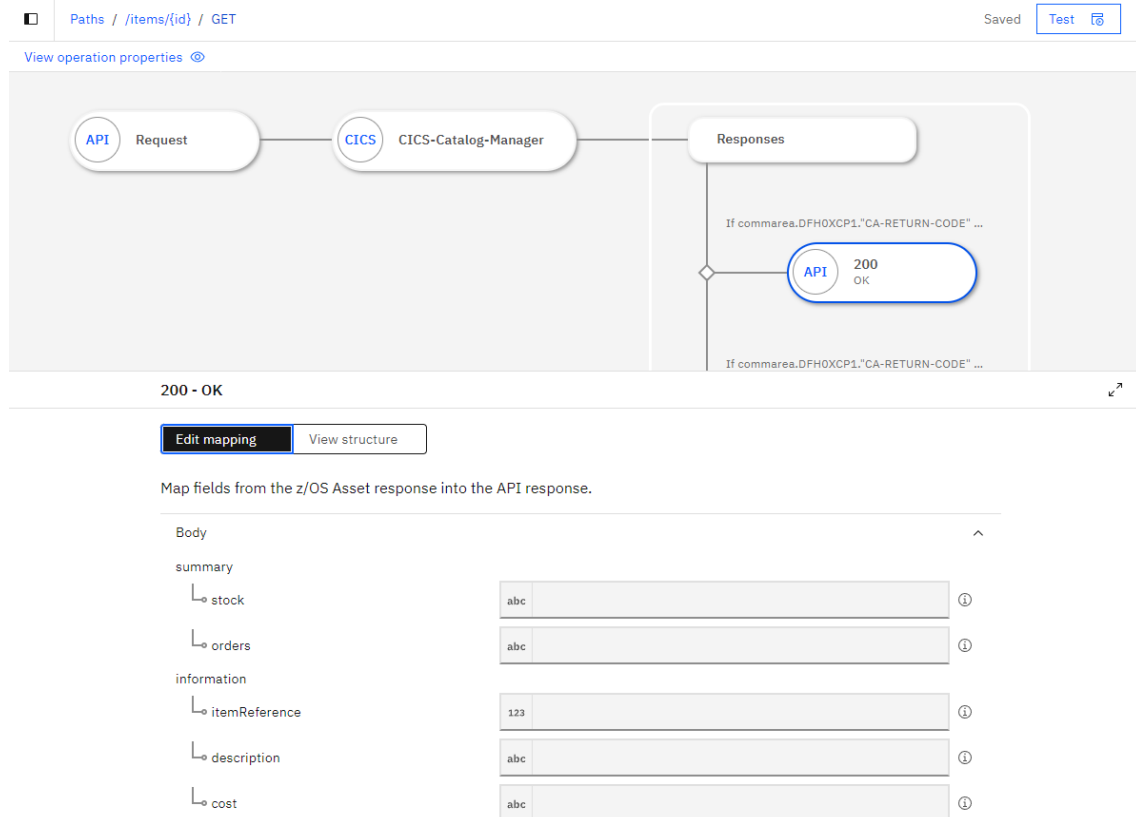 Paths / /items/{id} / GET
Saved
Test
View operation properties
API Request
CICS CICS-Catalog-Manager
Responses
If commarea.DFH0XCP1."CA-RETURN-CODE" ...
API 200
OK
If commarea.DFH0XCP1."CA-RETURN-CODE" ...
200 - OK
Edit mapping
View structure
Map fields from the z/OS Asset response into the API response.
Body
summary
stock abc
orders abc
information
itemReference 123
description abc
cost abc